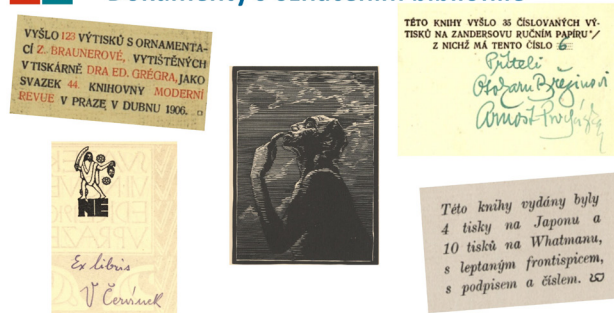 VYŠLO 123 VÝTISKŮ S ORNAMENTA-
CÍ Z. BRAUNEROVÉ, VYTIŠTĚNÝCH
V TISKÁRNĚ DRA ED. GRÉGRA, JAKO
SVAZEK 44. KNIHOVNY MODERNÍ
REVUE V PRAZE V DUBNU 1906.
TÉTO KNIHY VYŠLO 35 ČÍSLOVANÝCH VÝ-
TISKŮ NA ZANDERSOVU RUČNÍM PAPÍRU
Z NICHŽ MÁ TENTO ČÍSLO 6
Příteli
Otokaru Březinovi
Arnošt Procházka
NE
Ex libris
V Červinek
Této knihy vydány byly
4 tisky na Japonu a
10 tisků na Whatmanu,
s leptaným frontispicem,
s podpisem a číslem.